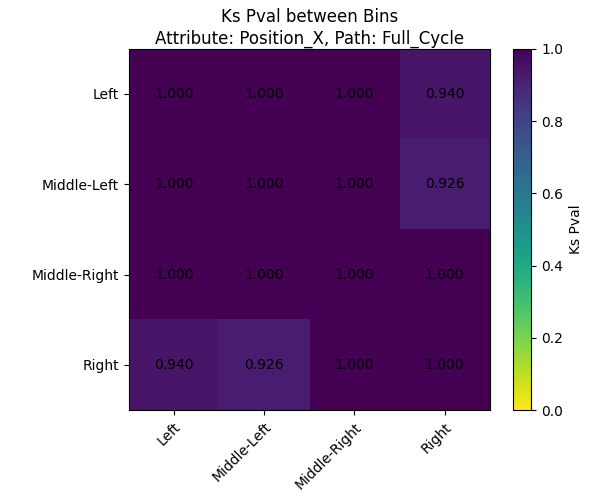 Ks Pval between Bins
Attribute: Position_X, Path: Full_Cycle
Left
1.000 1.000 1.000 0.940
Middle-Left
1.000 1.000 1.000 0.926
Middle-Right
1.000 1.000 1.000 1.000
Right
0.940 0.926 1.000 1.000
Left
Middle-Left
Middle-Right
Right
1.0
0.8
0.6
0.4
0.2
0.0
Ks Pval